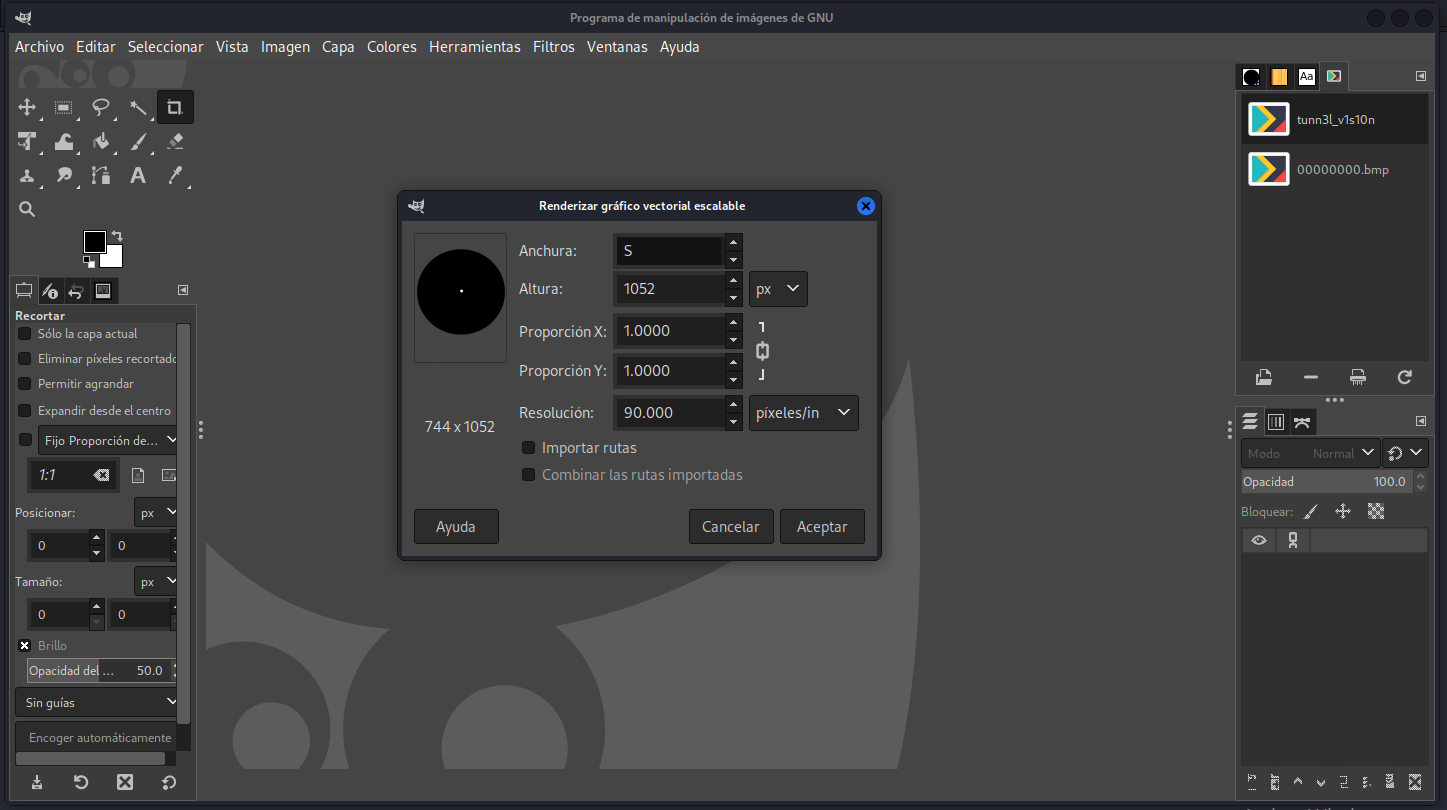 Programa de manipulación de imágenes de GNU
Archivo Editar Seleccionar Vista Imagen Capa Colores Herramientas Filtros Ventanas Ayuda
Recortar
Sólo la capa actual
Eliminar píxeles recortado
Permitir agrandar
Expandir desde el centro
Fijo Proporción de...
1:1
Posicionar: px
0 0
Tamaño: px
0 0
Brillo
Opacidad del ... 50.0
Sin guías
Encoger automáticamente
Renderizar gráfico vectorial escalable
Anchura: S
Altura: 1052 px
Proporción X: 1.0000
Proporción Y: 1.0000
Resolución: 90.000 píxeles/in
744 x 1052
Importar rutas
Combinar las rutas importadas
Ayuda Cancelar Aceptar
Aa
tunn3l_v1s10n
00000000.bmp
Modo Normal
Opacidad 100.0
Bloquear: